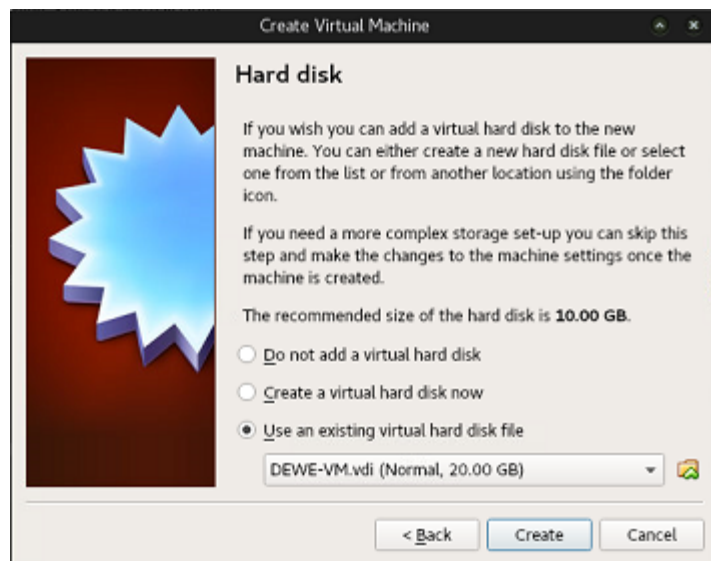 Create Virtual Machine
Hard disk
If you wish you can add a virtual hard disk to the new
machine. You can either create a new hard disk file or select
one from the list or from another location using the folder
icon.
If you need a more complex storage set-up you can skip this
step and make the changes to the machine settings once the
machine is created.
The recommended size of the hard disk is 10.00 GB.
Do not add a virtual hard disk
Create a virtual hard disk now
Use an existing virtual hard disk file
DEWE-VM.vdi (Normal, 20.00 GB)
< Back
Create
Cancel